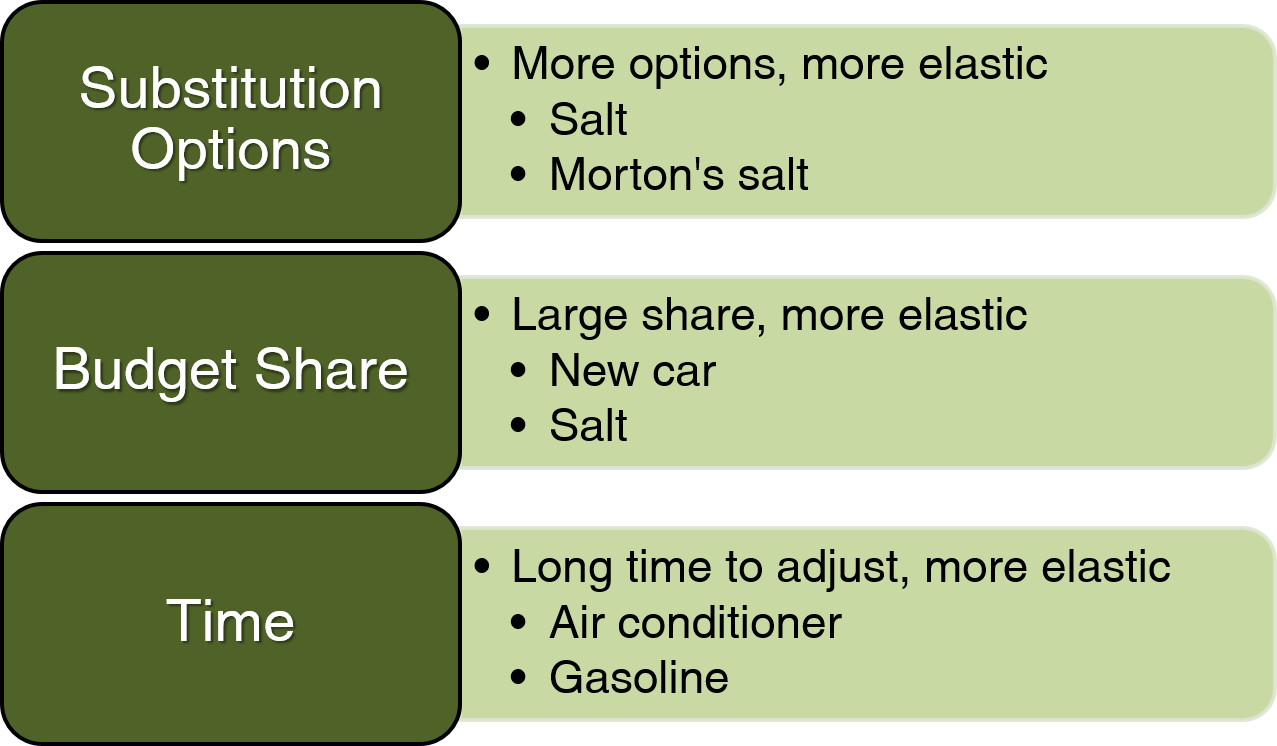 Substitution
Options
• More options, more elastic
• Salt
• Morton's salt
Budget Share
• Large share, more elastic
• New car
• Salt
Time
• Long time to adjust, more elastic
• Air conditioner
• Gasoline